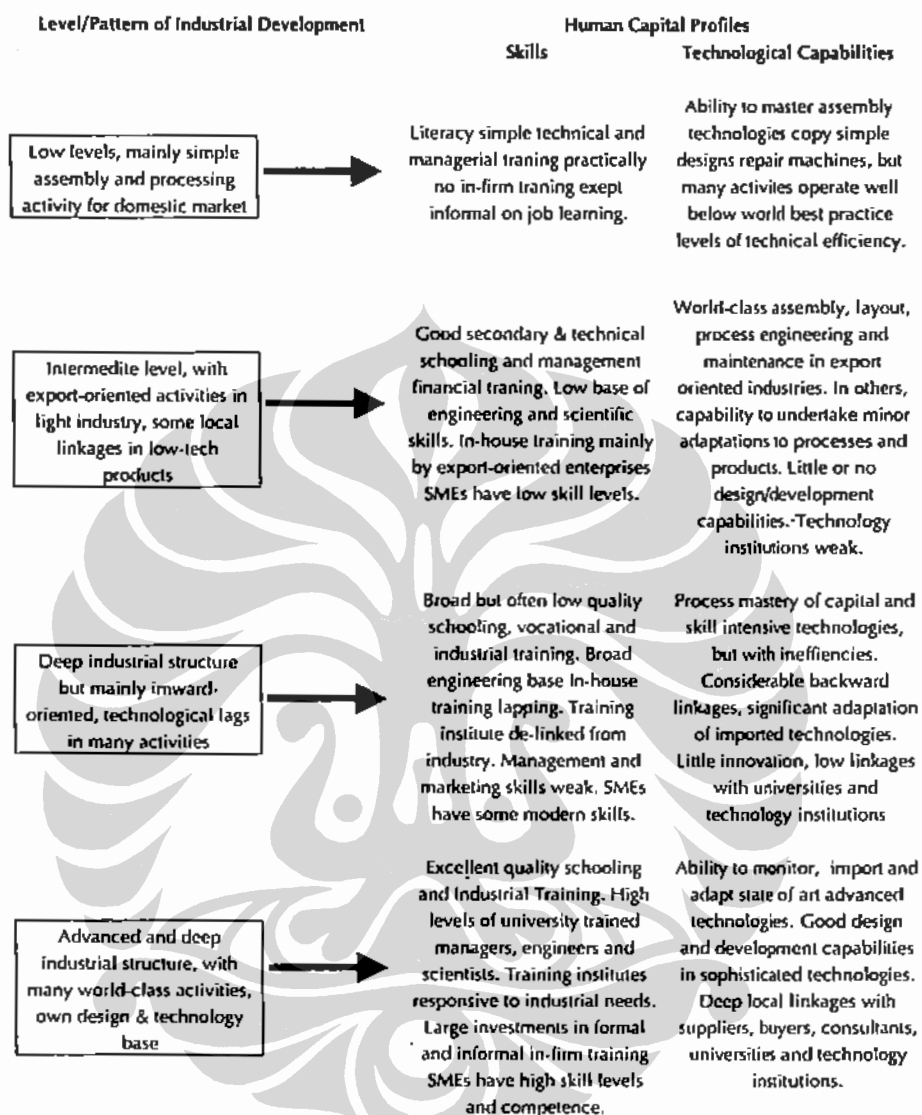 Level/Pattern of Industrial Development
Human Capital Profiles
Skills
Technological Capabilities
Low levels, mainly simple
assembly and processing
activity for domestic market
Literacy simple technical and
managerial traning practically
no in-firm traning exept
informal on job learning.
Ability to master assembly
technologies copy simple
designs repair machines, but
many activites operate well
below world best practice
levels of technical efficiency.
Intermedite level, with
export-oriented activities in
light industry, some local
linkages in low-tech
products
Good secondary & technical
schooling and management
financial traning. Low base of
engineering and scientific
skills. In-house training mainly
by export-oriented enterprises
SMEs have low skill levels.
World-class assembly, layout,
process engineering and
maintenance in export
oriented industries. In others,
capability to undertake minor
adaptations to processes and
products. Little or no
design/development
capabilities.-Technology
institutions weak.
Deep industrial structure
but mainly imward-
oriented, technological lags
in many activities
Broad but often low quality
schooling, vocational and
industrial training. Broad
engineering base In-house
training lapping. Training
institute de-linked from
industry. Management and
marketing skills weak. SMEs
have some modern skills.
Process mastery of capital and
skill intensive technologies,
but with ineffiencies.
Considerable backward
linkages, significant adaptation
of imported technologies.
Little innovation, low linkages
with universities and
technology institutions
Advanced and deep
industrial structure, with
many world-class activities,
own design & technology
base
Excellent quality schooling
and Industrial Training. High
levels of university trained
managers, engineers and
scientists. Training institutes
responsive to industrial needs.
Large investments in formal
and informal in-firm training
SMEs have high skill levels
and competence.
Ability to monitor, import and
adapt state of art advanced
technologies. Good design
and development capabilities
in sophisticated technologies.
Deep local linkages with
suppliers, buyers, consultants,
universities and technology
institutions.